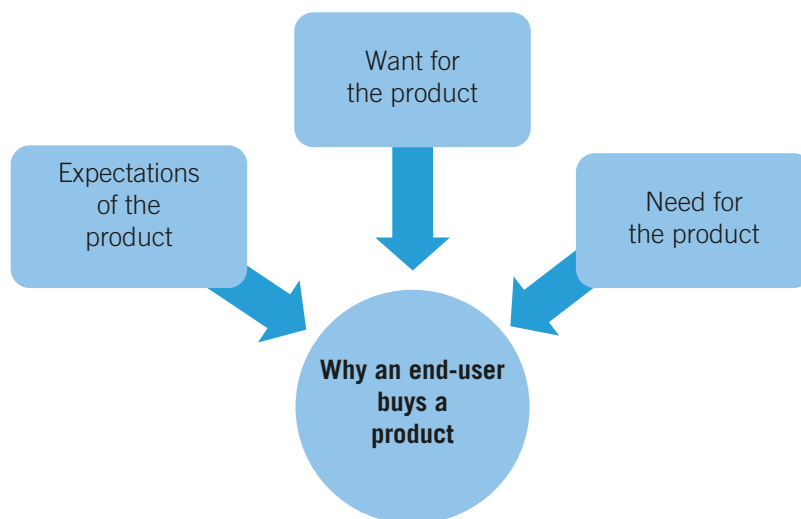 Want for
the product
Expectations
of the
product
Need for
the product
Why an end-user
buys a
product